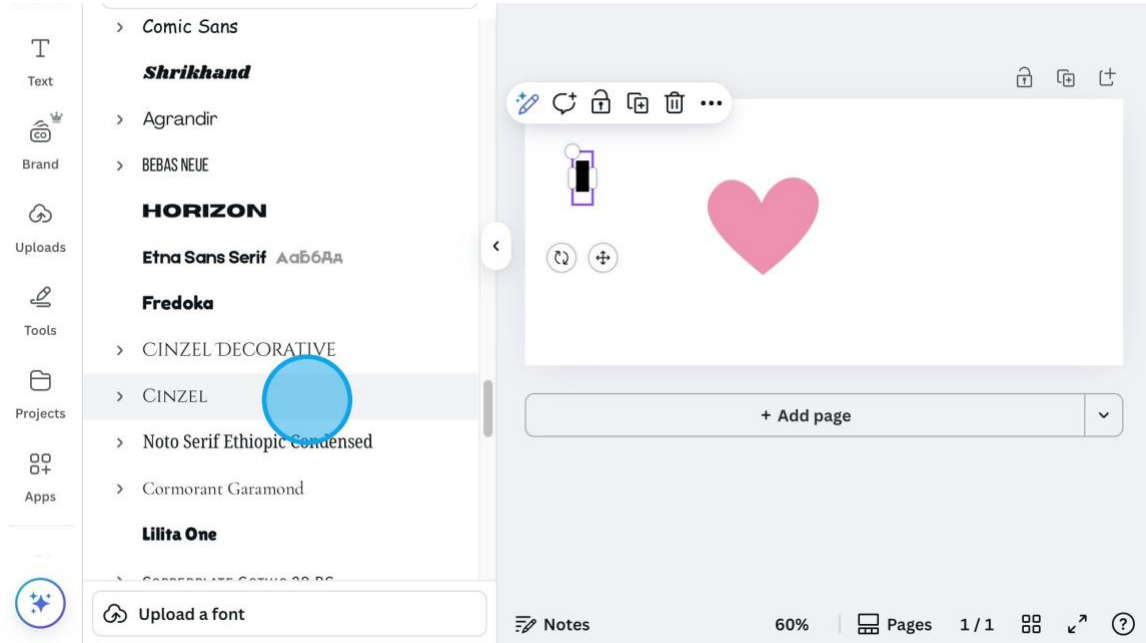 Text
Brand
Uploads
Tools
Projects
Apps
Comic Sans
Shrikhand
Agrandir
BEBAS NEUE
HORIZON
Etna Sans Serif АаБбДд
Fredoka
CINZEL DECORATIVE
CINZEL
Noto Serif Ethiopic Condensed
Cormorant Garamond
Lilita One
Upload a font
+ Add page
Notes
60%
Pages 1 / 1